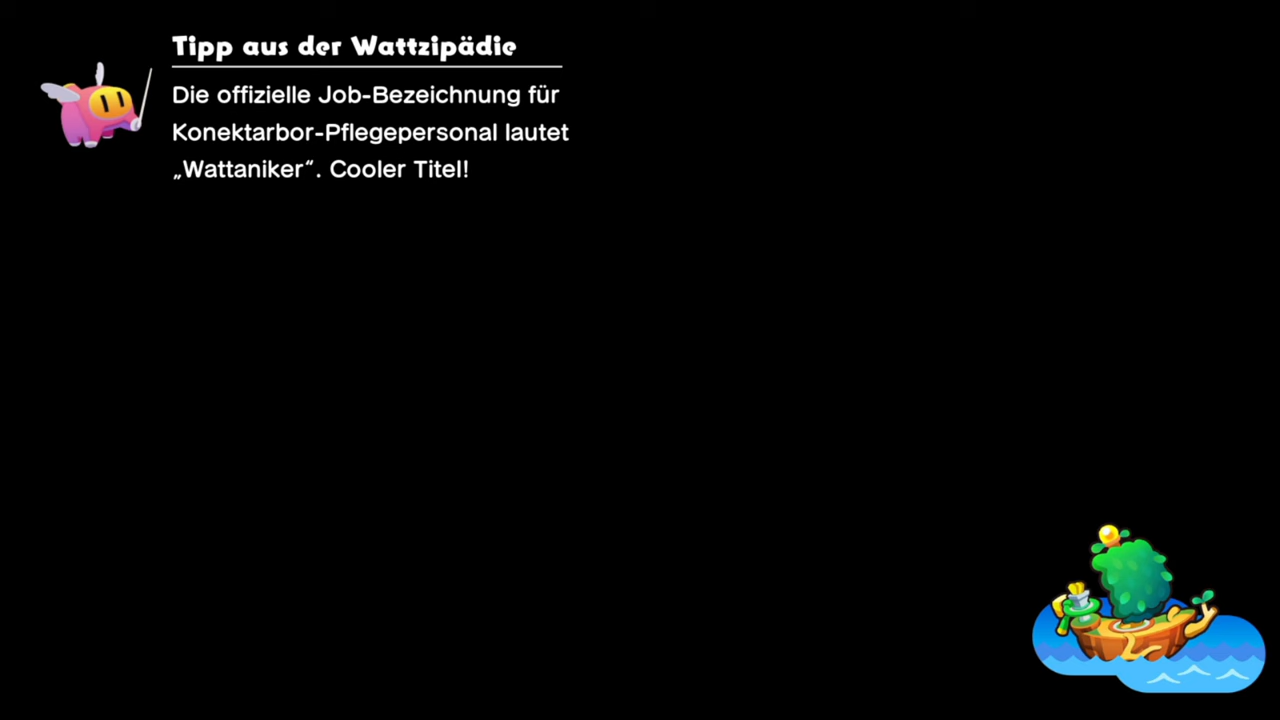 Tipp aus der Wattzipädie
Die offizielle Job-Bezeichnung für
Konektarbor-Pflegepersonal lautet
„Wattaniker“. Cooler Titel!